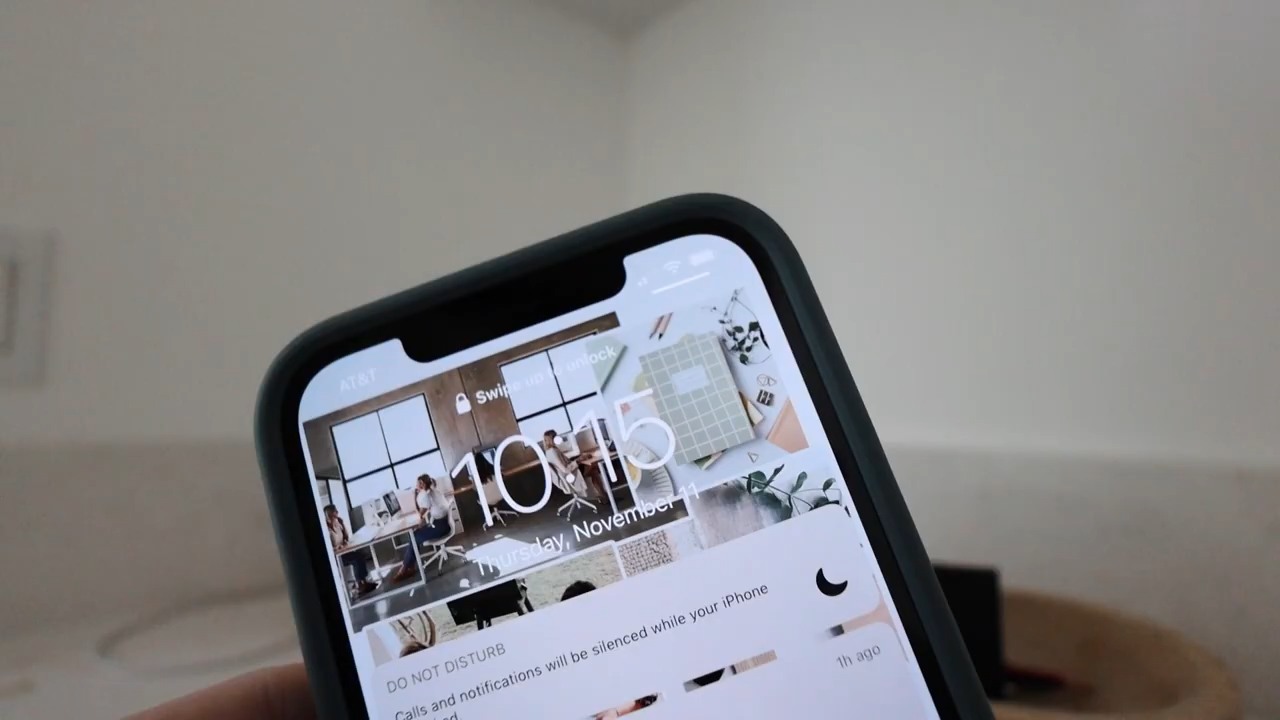 AT&T
Swipe up to unlock
10:15
Thursday, November 11
DO NOT DISTURB
Calls and notifications will be silenced while your iPhone
1h ago